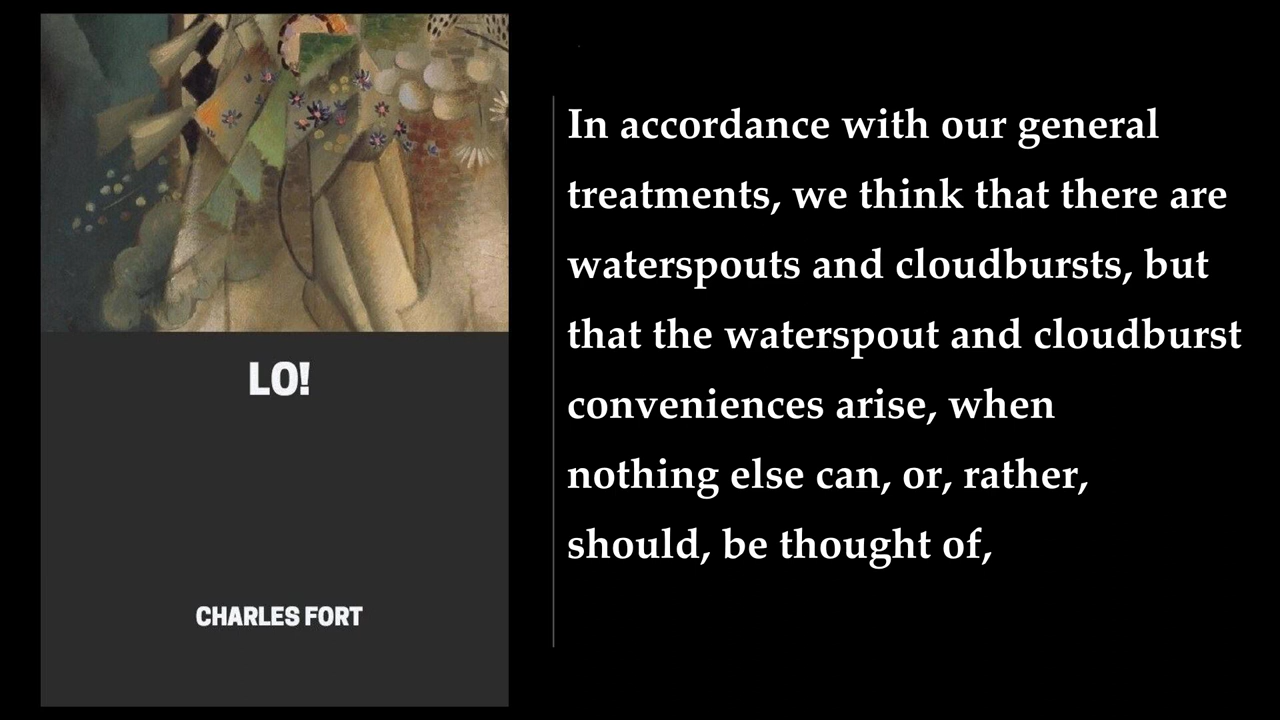 LO!
CHARLES FORT
In accordance with our general
treatments, we think that there are
waterspouts and cloudbursts, but
that the waterspout and cloudburst
conveniences arise, when
nothing else can, or, rather,
should, be thought of,